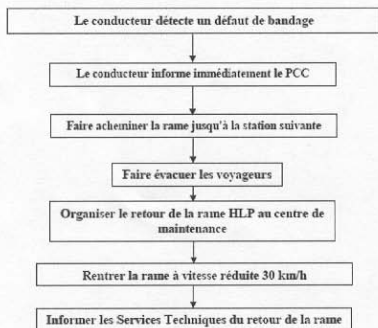 Le conducteur détecte un défaut de bandage
Le conducteur informe immédiatement le PCC
Faire acheminer la rame jusqu'à la station suivante
Faire évacuer les voyageurs
Organiser le retour de la rame HLP au centre de
maintenance
Rentrer la rame à vitesse réduite 30 km/h
Informer les Services Techniques du retour de la rame